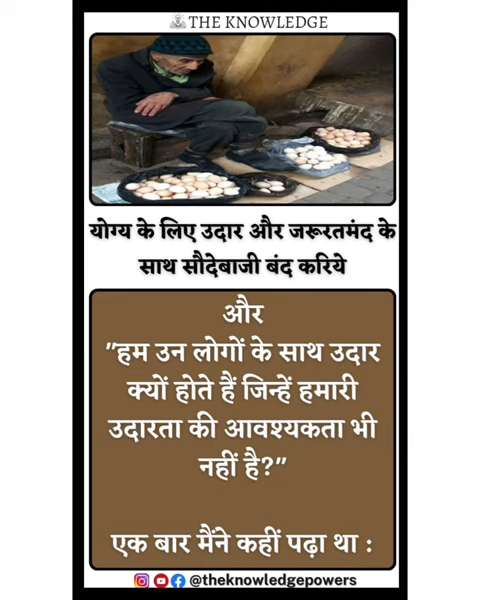 THE KNOWLEDGE
योग्य के लिए उदार और जरूरतमंद के
साथ सौदेबाजी बंद करिये
और
"हम उन लोगों के साथ उदार
क्यों होते हैं जिन्हें हमारी
उदारता की आवश्यकता भी
नहीं है?"
एक बार मैंने कहीं पढ़ा था :
@theknowledgepowers